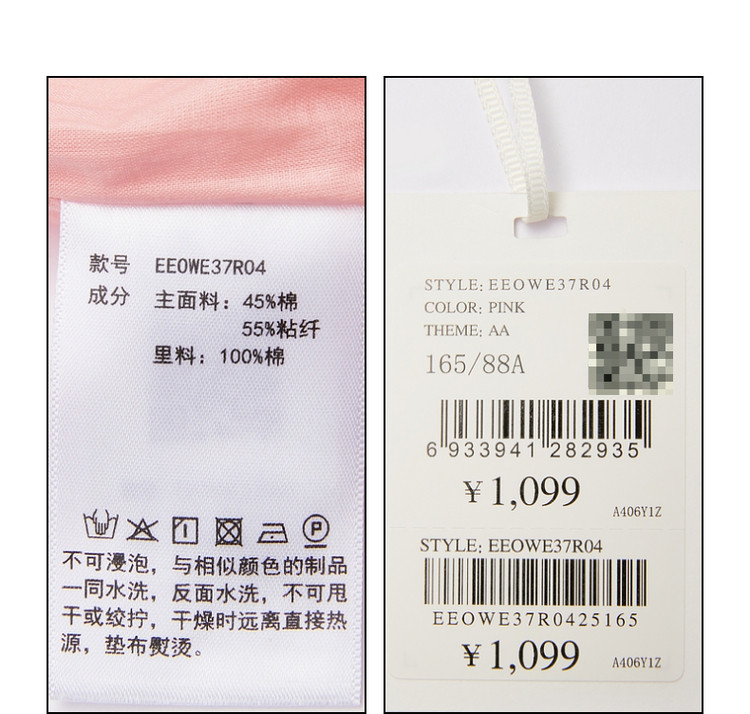 款号 EEOWE37R04
成分 主面料：45%棉
55%粘纤
里料：100%棉
P
不可浸泡，与相似颜色的制品
一同水洗，反面水洗，不可甩
干或绞拧，干燥时远离直接热
源，垫布熨烫。
STYLE: EEOWE37R04
COLOR: PINK
THEME: AA
165/88A
6 933941 282935
¥1,099
A406Y1Z
STYLE: EEOWE37R04
EEOWE37R0425165
¥1,099
A406Y1Z